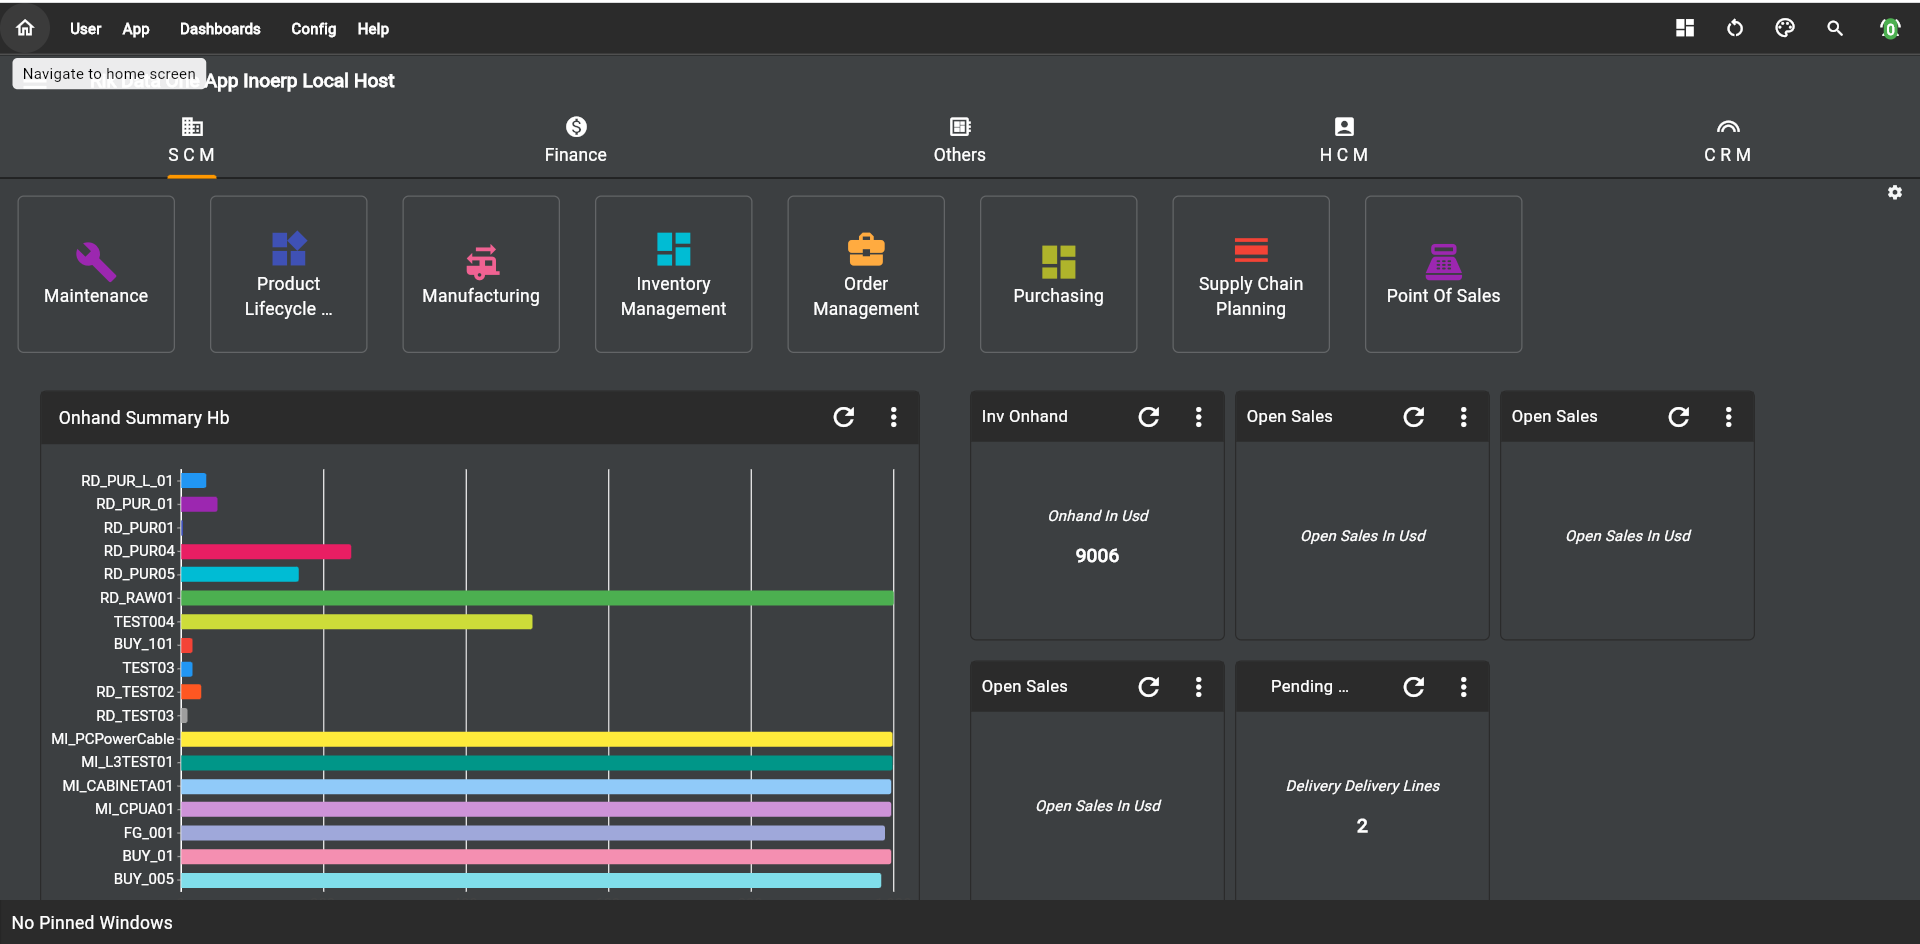 User App Dashboards Config Help
0
Navigate to home screen
App Inoerp Local Host
S C M
Finance
Others
H C M
C R M
Maintenance
Product
Lifecycle ...
Manufacturing
Inventory
Management
Order
Management
Purchasing
Supply Chain
Planning
Point Of Sales
Onhand Summary Hb
RD_PUR_L_01
RD_PUR_01
RD_PUR01
RD_PUR04
RD_PUR05
RD_RAW01
TEST004
BUY_101
TEST03
RD_TEST02
RD_TEST03
MI_PCPowerCable
MI_L3TEST01
MI_CABINETA01
MI_CPUA01
FG_001
BUY_01
BUY_005
Inv Onhand
Onhand In Usd
9006
Open Sales
Open Sales In Usd
Open Sales
Open Sales In Usd
Open Sales
Open Sales In Usd
Pending ...
Delivery Delivery Lines
2
No Pinned Windows